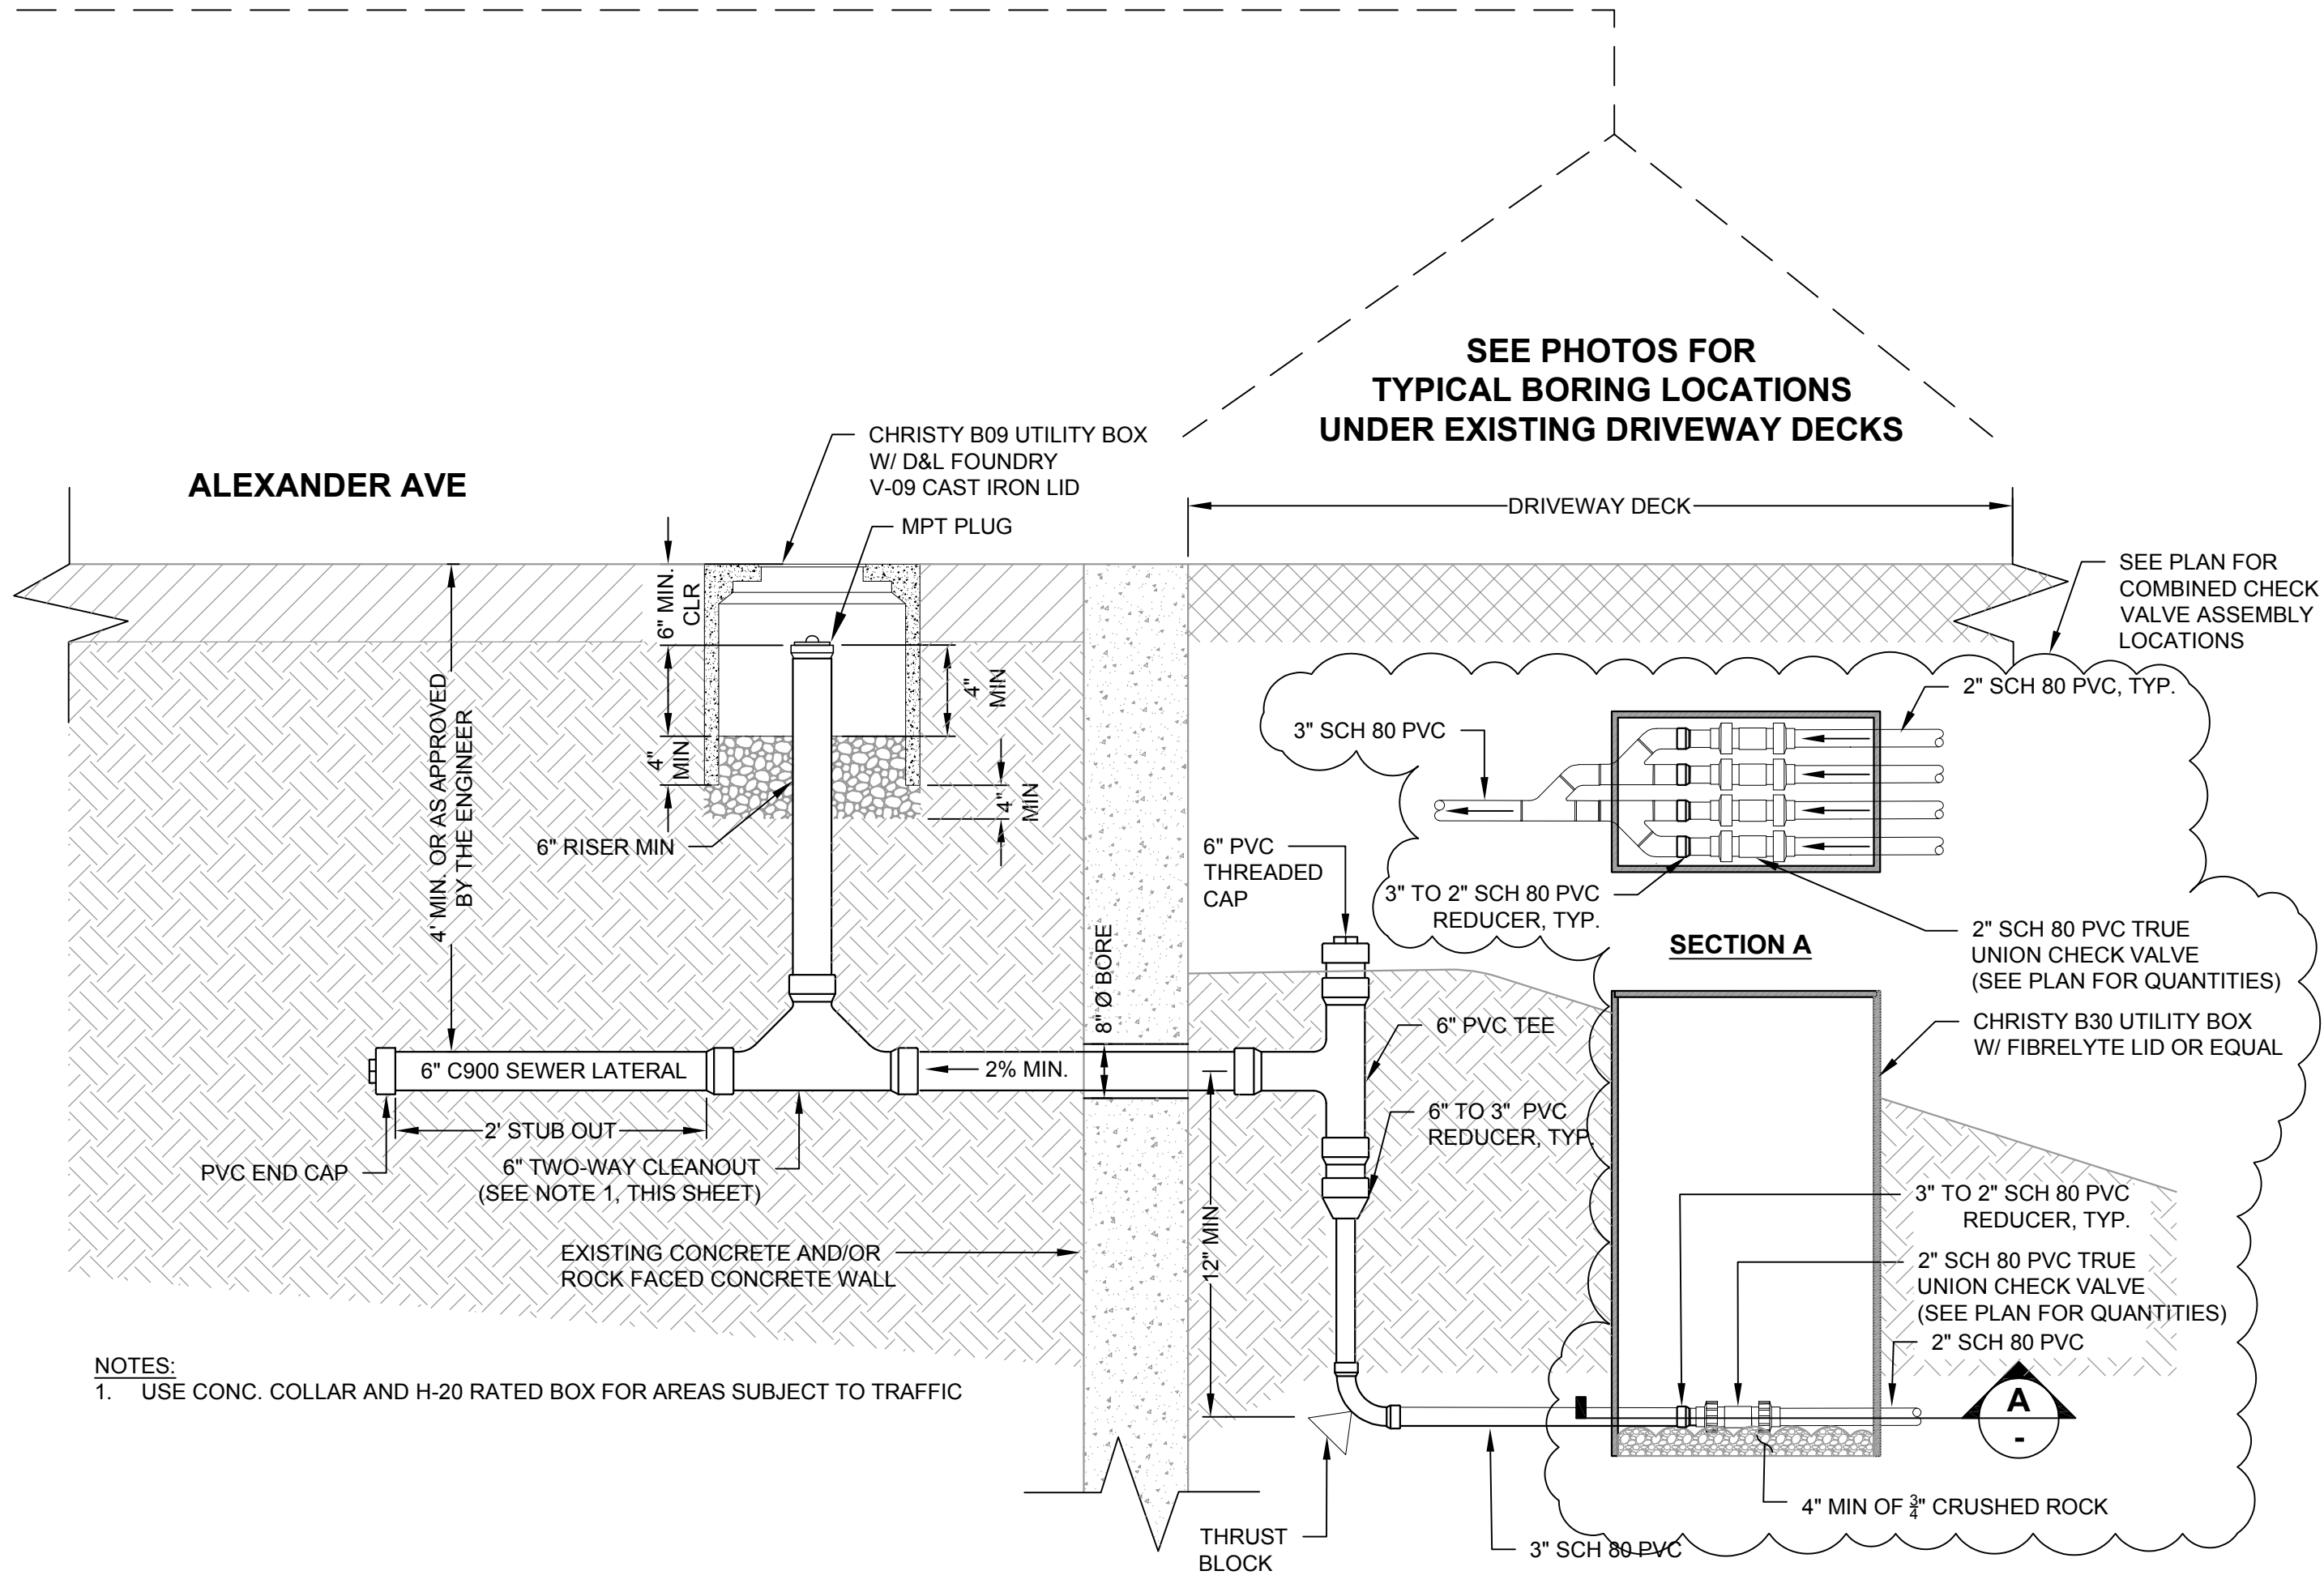 SEE PHOTOS FOR
TYPICAL BORING LOCATIONS
UNDER EXISTING DRIVEWAY DECKS
ALEXANDER AVE
CHRISTY B09 UTILITY BOX
W/ D&L FOUNDRY
V-09 CAST IRON LID
MPT PLUG
DRIVEWAY DECK
SEE PLAN FOR
COMBINED CHECK
VALVE ASSEMBLY
LOCATIONS
6" MIN.
CLR
4"
MIN
4"
MIN
4"
MIN
4' MIN. OR AS APPROVED
BY THE ENGINEER
6" RISER MIN
2" SCH 80 PVC, TYP.
3" SCH 80 PVC
6" PVC
THREADED
CAP
3" TO 2" SCH 80 PVC
REDUCER, TYP.
SECTION A
2" SCH 80 PVC TRUE
UNION CHECK VALVE
(SEE PLAN FOR QUANTITIES)
8" Ø BORE
6" PVC TEE
CHRISTY B30 UTILITY BOX
W/ FIBRELYTE LID OR EQUAL
6" C900 SEWER LATERAL
2% MIN.
6" TO 3" PVC
REDUCER, TYP.
2' STUB OUT
PVC END CAP
6" TWO-WAY CLEANOUT
(SEE NOTE 1, THIS SHEET)
12" MIN
3" TO 2" SCH 80 PVC
REDUCER, TYP.
EXISTING CONCRETE AND/OR
ROCK FACED CONCRETE WALL
2" SCH 80 PVC TRUE
UNION CHECK VALVE
(SEE PLAN FOR QUANTITIES)
2" SCH 80 PVC
NOTES:
1. USE CONC. COLLAR AND H-20 RATED BOX FOR AREAS SUBJECT TO TRAFFIC
A
-
4" MIN OF 3/4" CRUSHED ROCK
THRUST
BLOCK
3" SCH 80 PVC